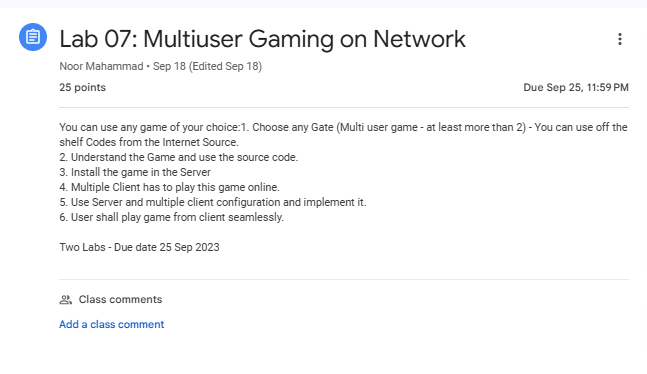 Lab 07: Multiuser Gaming on Network
Noor Mahammad • Sep 18 (Edited Sep 18)
25 points
Due Sep 25, 11:59 PM
You can use any game of your choice:1. Choose any Gate (Multi user game - at least more than 2) - You can use off the
shelf Codes from the Internet Source.
2. Understand the Game and use the source code.
3. Install the game in the Server
4. Multiple Client has to play this game online.
5. Use Server and multiple client configuration and implement it.
6. User shall play game from client seamlessly.
Two Labs - Due date 25 Sep 2023
Class comments
Add a class comment